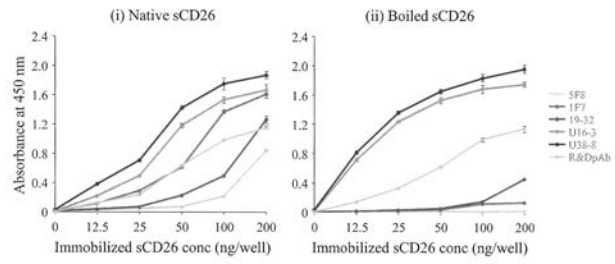 (i) Native sCD26
(ii) Boiled sCD26
Absorbance at 450 nm
2.4
2.0
1.6
1.2
0.8
0.4
0
0 12.5 25 50 100 200
Immobilized sCD26 conc (ng/well)
2.4
2.0
1.6
1.2
0.8
0.4
0
0 12.5 25 50 100 200
Immobilized sCD26 conc (ng/well)
5F8
1F7
19-32
U16-3
U38-8
R&DpAb